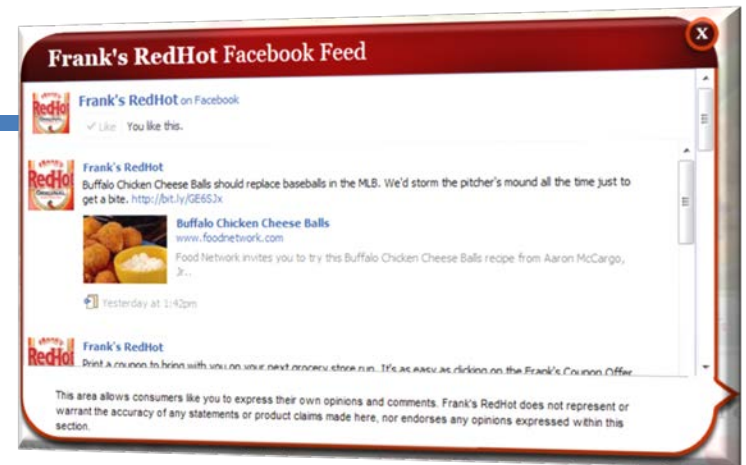 Frank's RedHot Facebook Feed
X
Frank's RedHot on Facebook
Like You like this.
Frank's RedHot
Buffalo Chicken Cheese Balls should replace baseballs in the MLB. We'd storm the pitcher's mound all the time just to
get a bite. http://bit.ly/GE6SJx
Buffalo Chicken Cheese Balls
www.foodnetwork.com
Food Network invites you to try this Buffalo Chicken Cheese Balls recipe from Aaron McCargo,
Jr..
Yesterday at 1:42pm
Frank's RedHot
Print a coupon to bring with you on your next grocery store run. It's as easy as clicking on the Frank's Coupon Offer
This area allows consumers like you to express their own opinions and comments. Frank's RedHot does not represent or
warrant the accuracy of any statements or product claims made here, nor endorses any opinions expressed within this
section.